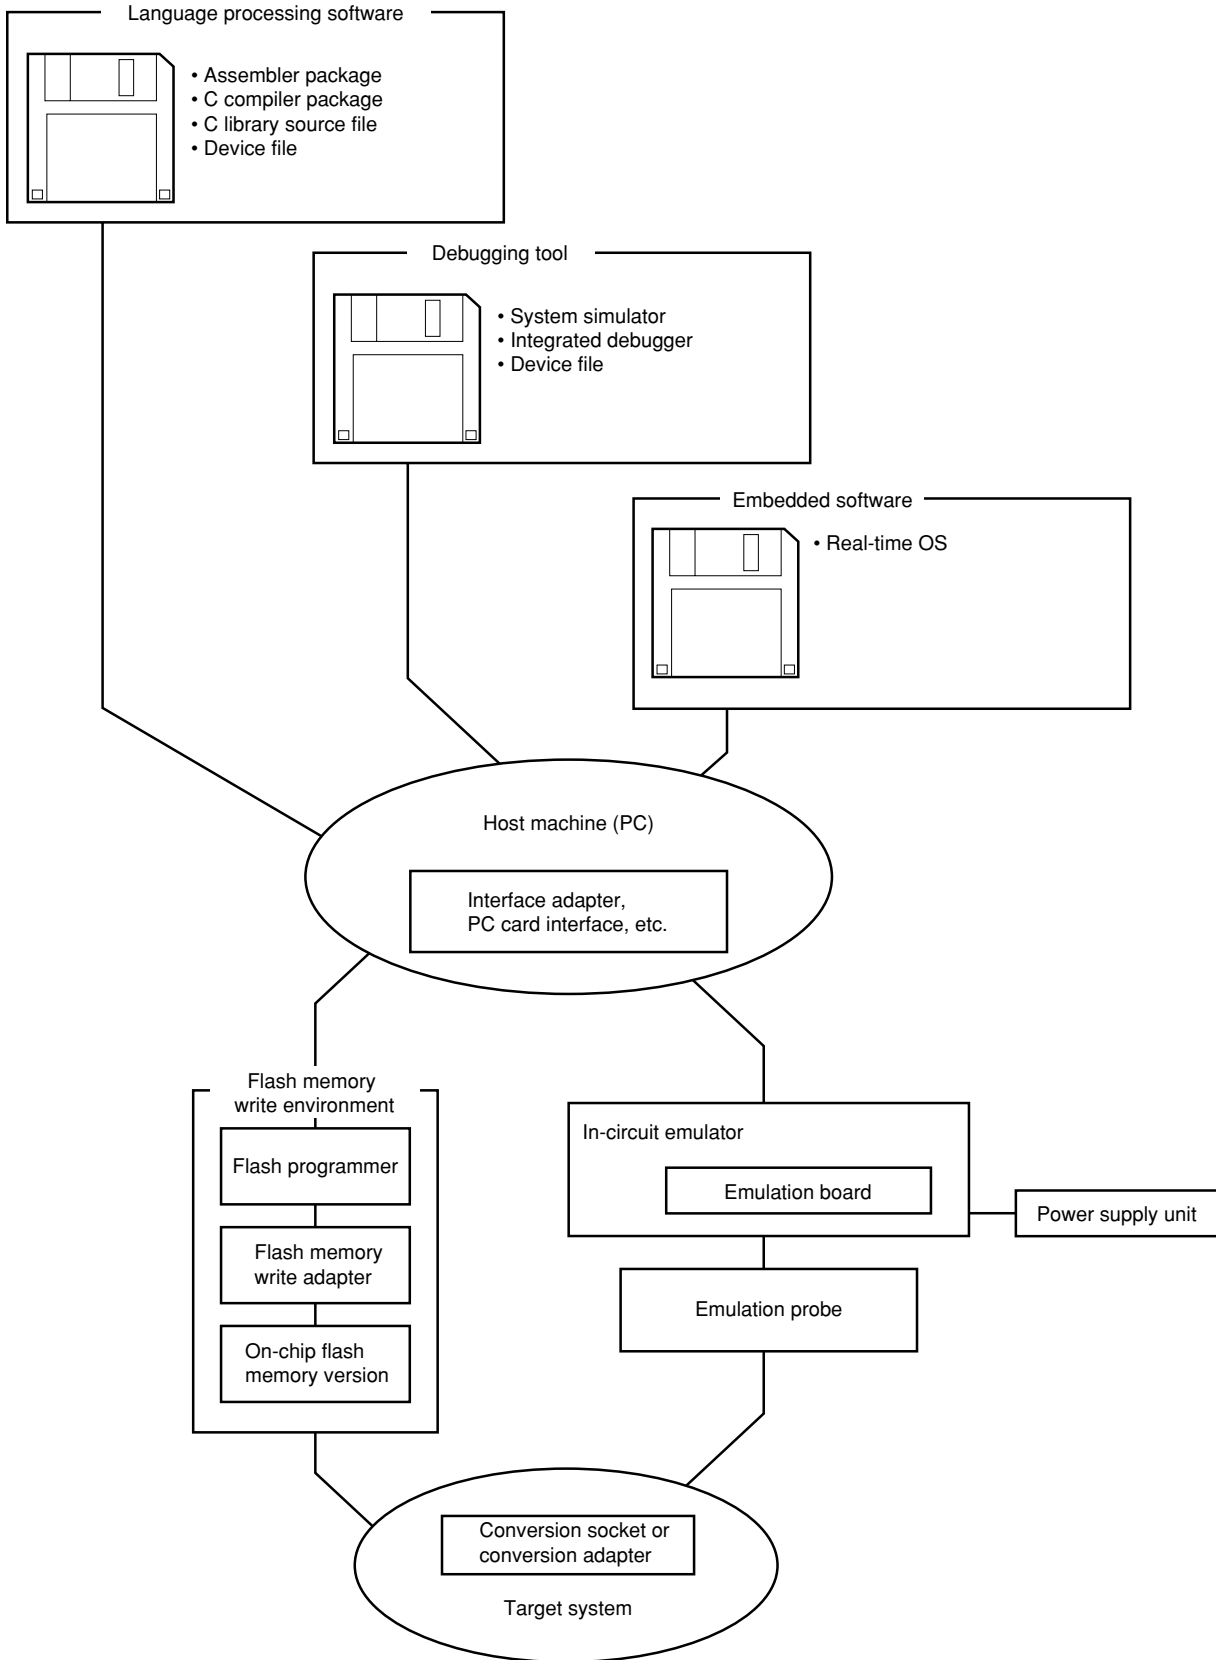 Language processing software
• Assembler package
• C compiler package
• C library source file
• Device file
Debugging tool
• System simulator
• Integrated debugger
• Device file
Embedded software
• Real-time OS
Host machine (PC)
Interface adapter,
PC card interface, etc.
Flash memory
write environment
Flash programmer
Flash memory
write adapter
On-chip flash
memory version
In-circuit emulator
Emulation board
Power supply unit
Emulation probe
Conversion socket or
conversion adapter
Target system